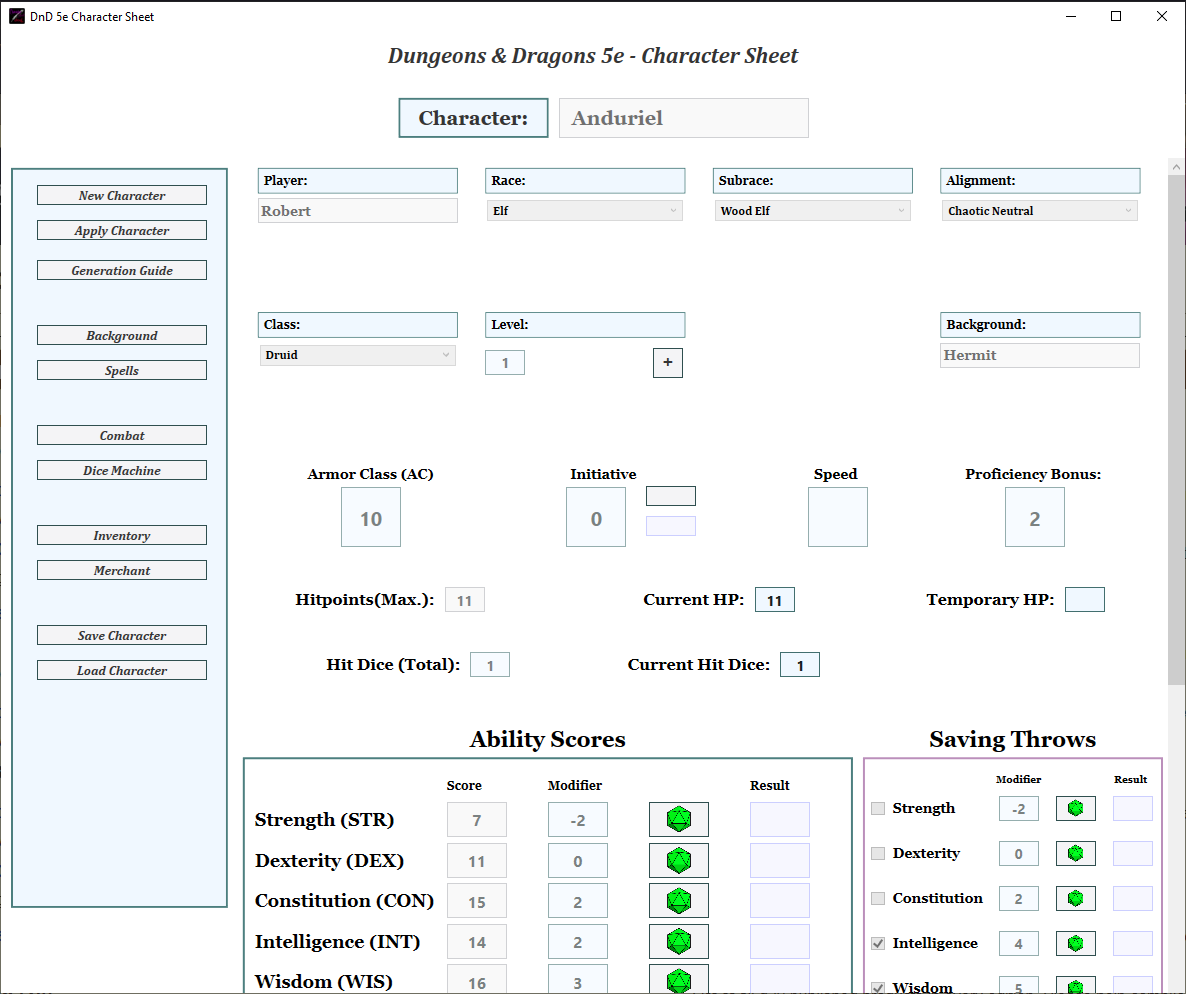 DnD 5e Character Sheet
Dungeons & Dragons 5e - Character Sheet
Character: Anduriel
New Character
Apply Character
Generation Guide
Background
Spells
Combat
Dice Machine
Inventory
Merchant
Save Character
Load Character
Player: Race: Subrace: Alignment:
Robert Elf Wood Elf Chaotic Neutral
Class: Level: Background:
Druid 1 + Hermit
Armor Class (AC) Initiative Speed Proficiency Bonus:
10 0 2
Hitpoints(Max.): 11 Current HP: 11 Temporary HP:
Hit Dice (Total): 1 Current Hit Dice: 1
Ability Scores
Score Modifier Result
Strength (STR) 7 -2
Dexterity (DEX) 11 0
Constitution (CON) 15 2
Intelligence (INT) 14 2
Wisdom (WIS) 16 3
Saving Throws
Modifier Result
Strength -2
Dexterity 0
Constitution 2
Intelligence 4
Wisdom 5